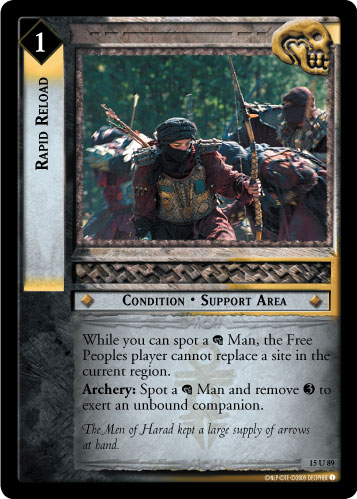 1
RAPID RELOAD
CONDITION • SUPPORT AREA
While you can spot a Man, the Free
Peoples player cannot replace a site in the
current region.
Archery: Spot a Man and remove 3 to
exert an unbound companion.
The Men of Harad kept a large supply of arrows
at hand.
15 U 89